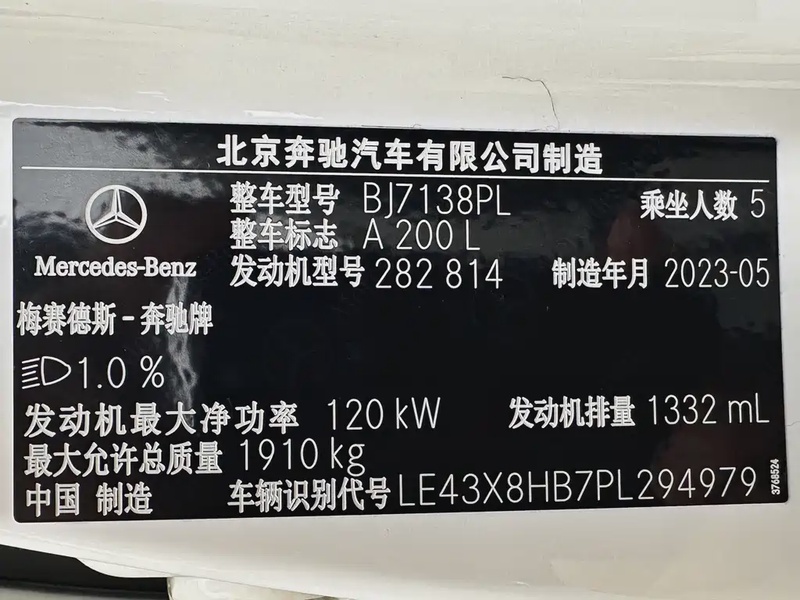 北京奔驰汽车有限公司制造
整车型号 BJ7138PL 乘坐人数 5
整车标志 A 200 L
Mercedes-Benz 发动机型号 282 814 制造年月 2023-05
梅赛德斯-奔驰牌
1.0 %
发动机最大净功率 120 kW 发动机排量 1332 mL
最大允许总质量 1910 kg
中国 制造 车辆识别代号 LE43X8HB7PL294979
3768524